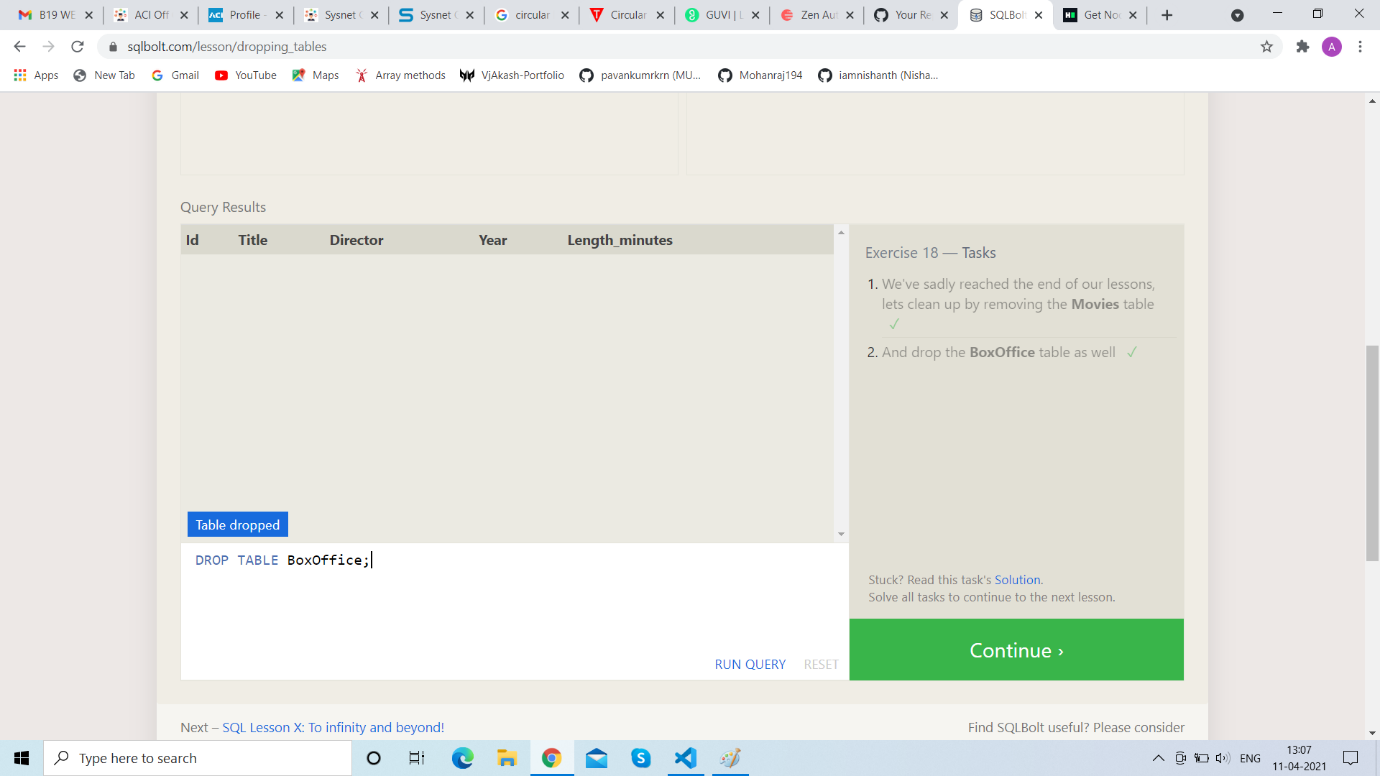 B19 WE
ACI Off
Profile -
Sysnet G
Sysnet G
circular
Circular
GUVI | L
Zen Aut
Your Re
SQLBolt
Get No
sqlbolt.com/lesson/dropping_tables
A
Apps
New Tab
Gmail
YouTube
Maps
Array methods
VjAkash-Portfolio
pavankumrkrn (MU...
Mohanraj194
iamnishanth (Nisha...
Query Results
Id Title Director Year Length_minutes
Table dropped
DROP TABLE BoxOffice;
RUN QUERY RESET
Exercise 18 — Tasks
1. We've sadly reached the end of our lessons,
lets clean up by removing the Movies table
✓
2. And drop the BoxOffice table as well ✓
Stuck? Read this task's Solution.
Solve all tasks to continue to the next lesson.
Continue ›
Next – SQL Lesson X: To infinity and beyond!
Find SQLBolt useful? Please consider
Type here to search
ENG
13:07
11-04-2021